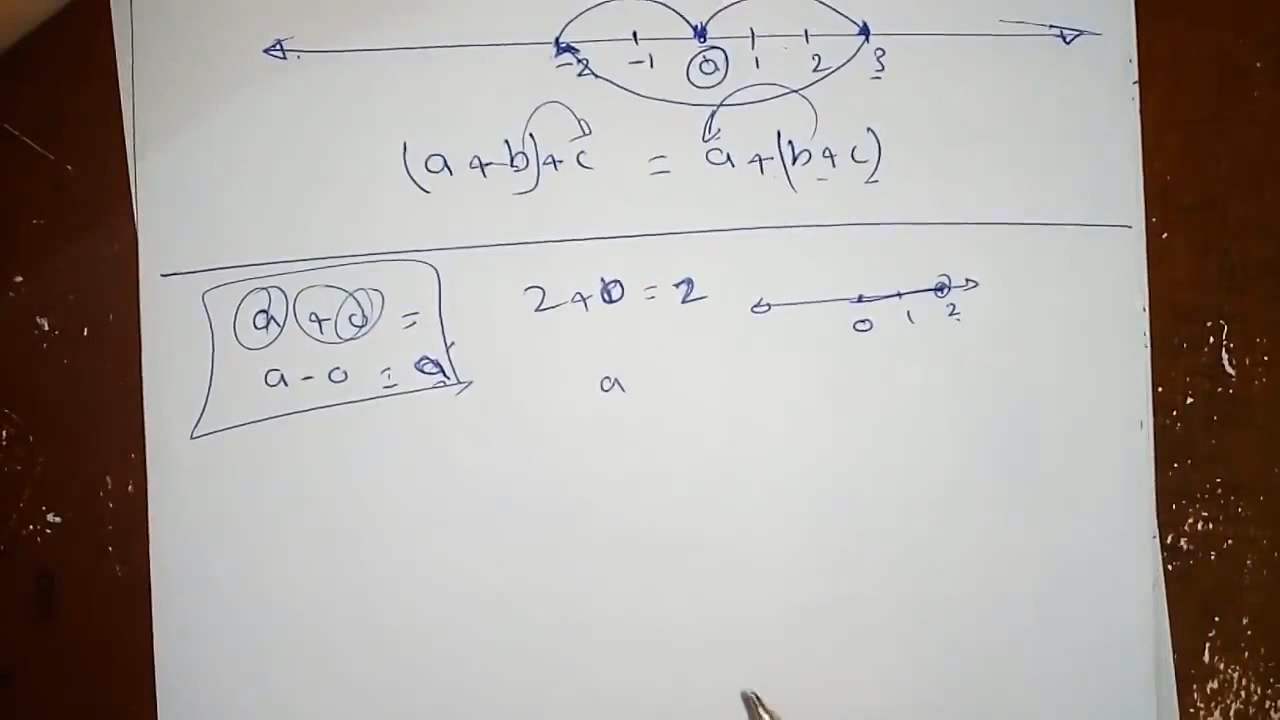 -2 -1 0 1 2 3
(a+b)+c = a+(b+c)
a+0 = 2+0=2
0 1 2
a-0 = a a